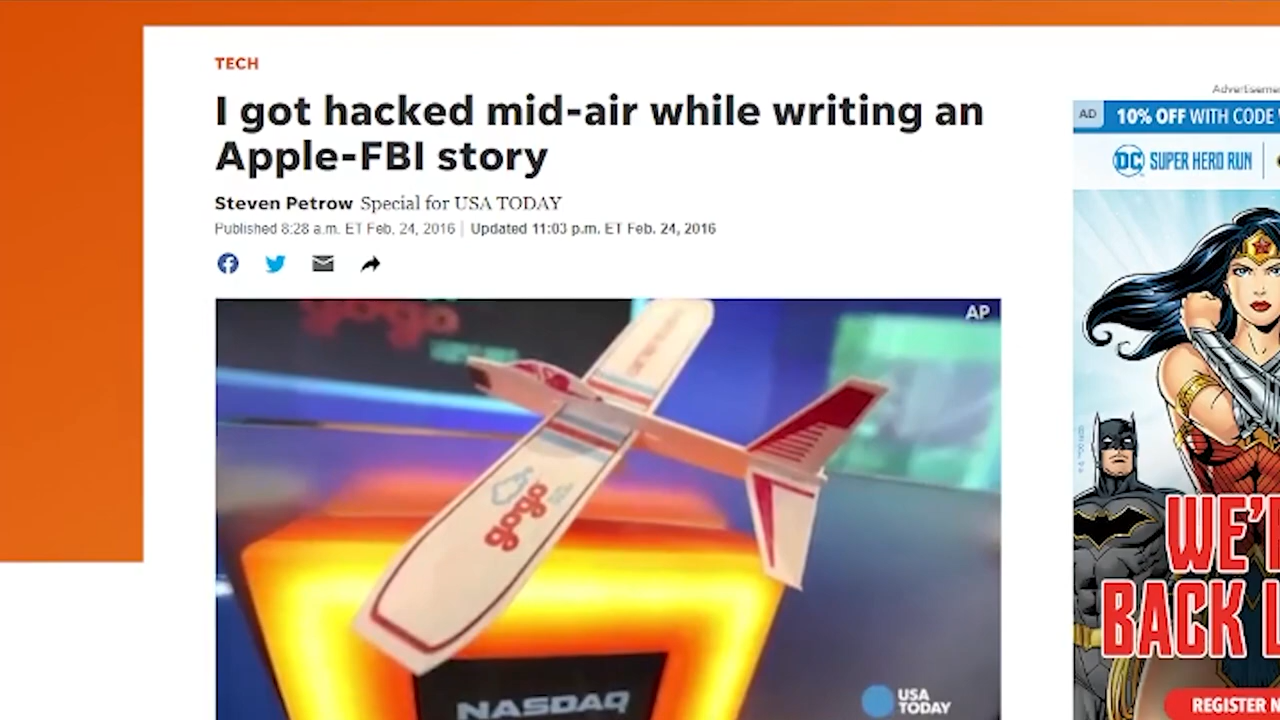 TECH
I got hacked mid-air while writing an
Apple-FBI story
Steven Petrow Special for USA TODAY
Published 8:28 a.m. ET Feb. 24, 2016 | Updated 11:03 p.m. ET Feb. 24, 2016
AP
gogo
gogo
NASDAQ
USA
TODAY
AD 10% OFF WITH CODE
DC SUPER HERO RUN
BACK